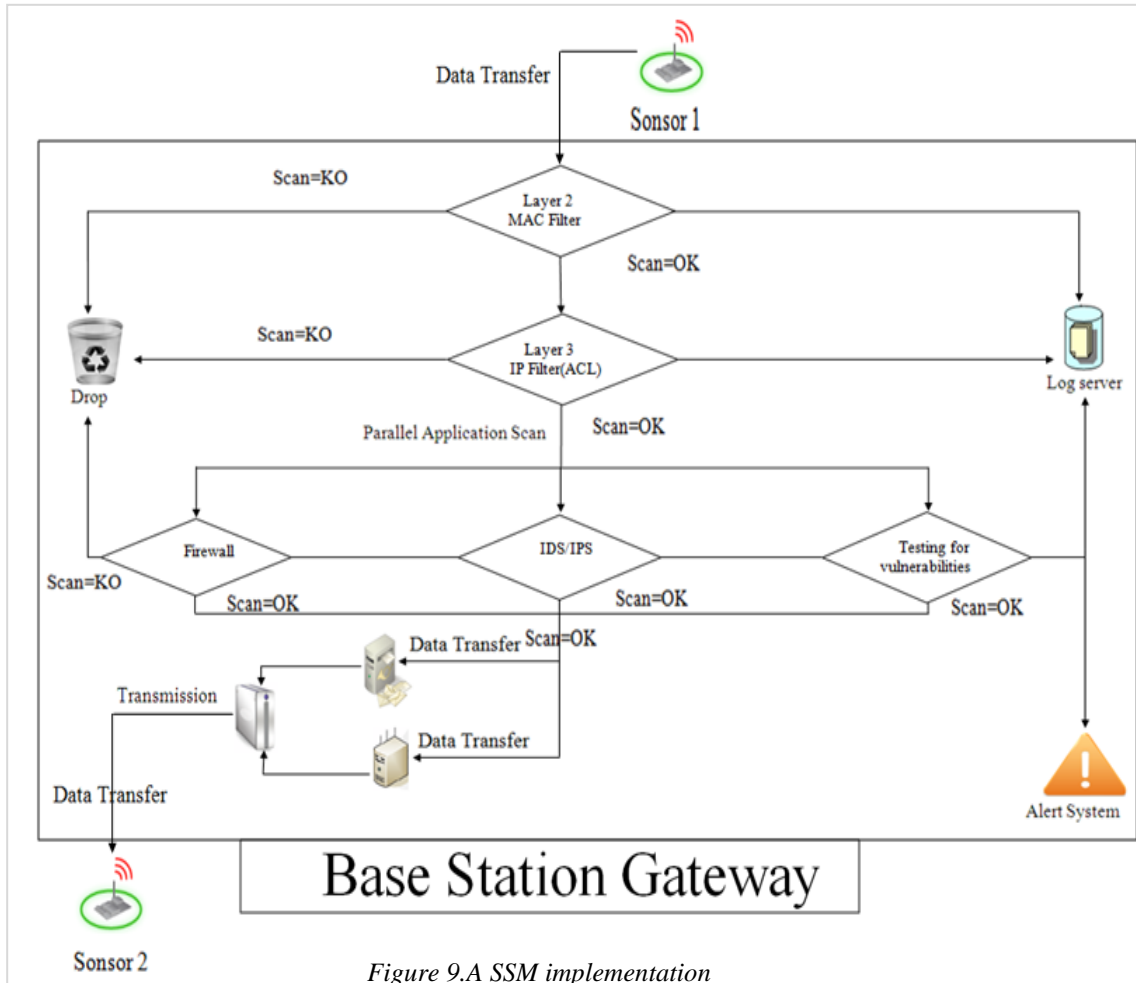 Data Transfer
Sonsor 1
Scan=KO
Layer 2
MAC Filter
Scan=OK
Scan=KO
Layer 3
IP Filter(ACL)
Drop
Log server
Scan=OK
Parallel Application Scan
Firewall
IDS/IPS
Testing for
vulnerabilities
Scan=KO
Scan=OK
Scan=OK
Scan=OK
Scan=OK
Data Transfer
Transmission
Data Transfer
Data Transfer
Alert System
Base Station Gateway
Sonsor 2
Figure 9.A SSM implementation